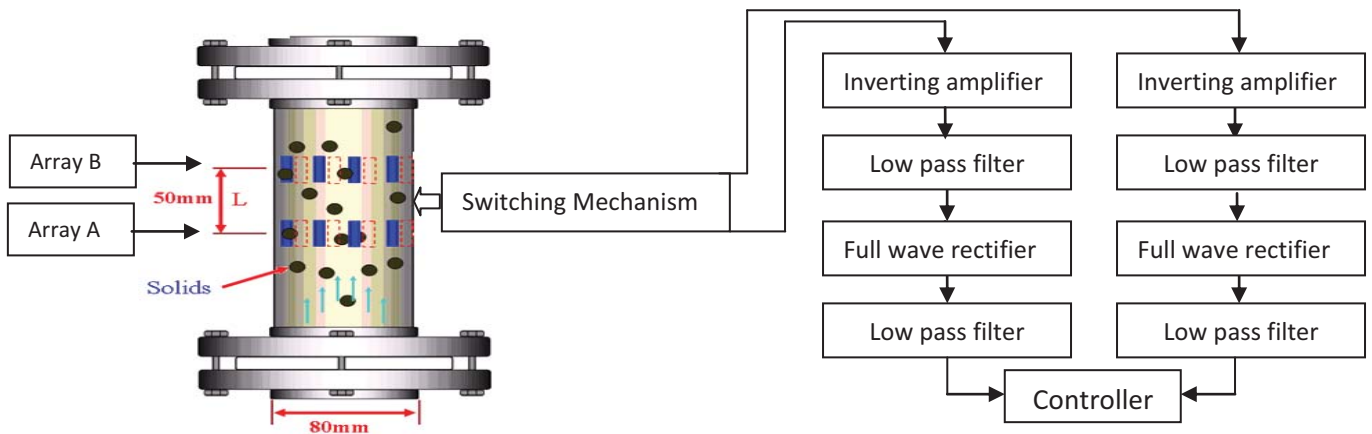 Array B
50mm
L
Array A
Solids
80mm
Switching Mechanism
Inverting amplifier
Low pass filter
Full wave rectifier
Low pass filter
Inverting amplifier
Low pass filter
Full wave rectifier
Low pass filter
Controller